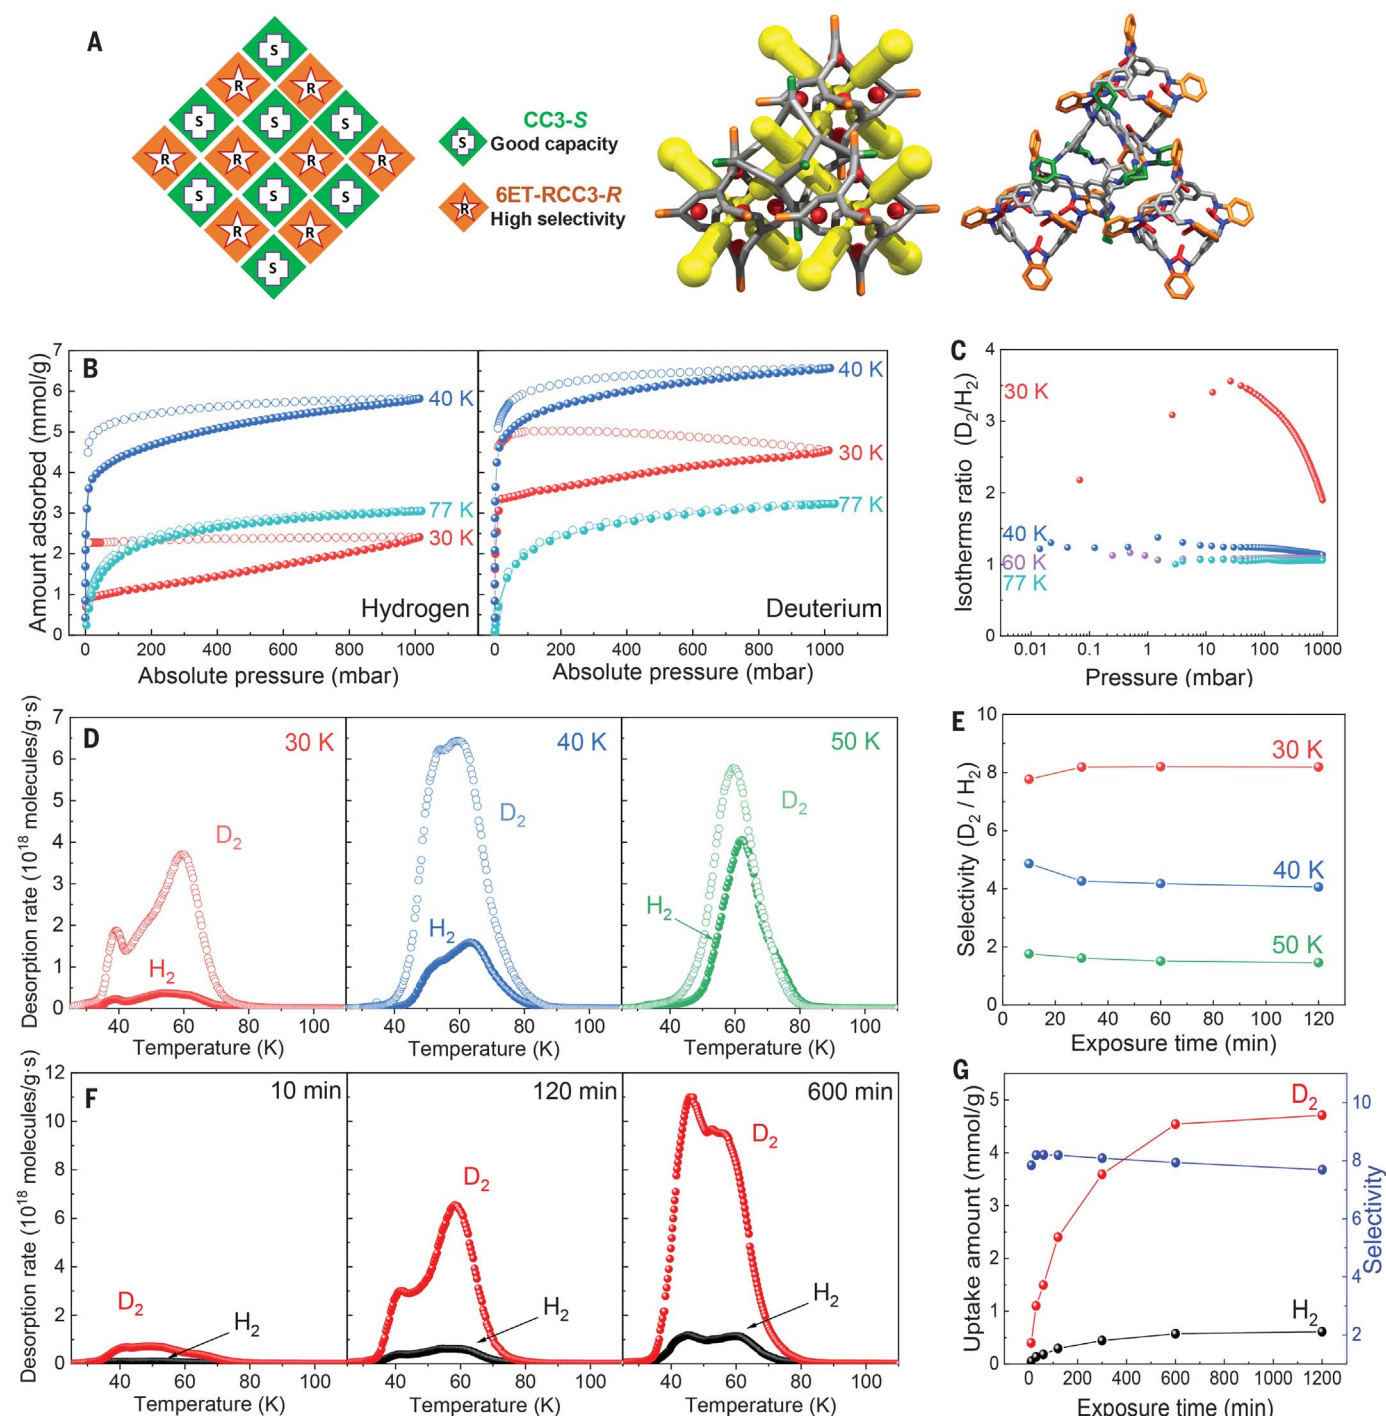 A
S
R
R
S
S
S
R
R
R
R
S
S
S
R
R
S
S
CC3-S
Good capacity
R
6ET-RCC3-R
High selectivity
B
Amount adsorbed (mmol/g)
7
6
5
4
3
2
1
0
40 K
77 K
30 K
Hydrogen
0 200 400 600 800 1000
Absolute pressure (mbar)
40 K
30 K
77 K
Deuterium
0 200 400 600 800 1000
Absolute pressure (mbar)
C
Isotherms ratio (D2/H2)
4
3
2
1
0
30 K
40 K
60 K
77 K
0.01 0.1 1 10 100 1000
Pressure (mbar)
D
Desorption rate (10^18 molecules/g·s)
7
6
5
4
3
2
1
0
30 K
D2
H2
40 60 80 100
Temperature (K)
40 K
D2
H2
40 60 80 100
Temperature (K)
50 K
D2
H2
40 60 80 100
Temperature (K)
E
Selectivity (D2 / H2)
10
8
6
4
2
0
30 K
40 K
50 K
0 20 40 60 80 100 120
Exposure time (min)
F
Desorption rate (10^18 molecules/g·s)
12
10
8
6
4
2
0
10 min
D2
H2
40 60 80 100
Temperature (K)
120 min
D2
H2
40 60 80 100
Temperature (K)
600 min
D2
H2
40 60 80 100
Temperature (K)
G
Uptake amount (mmol/g)
5
4
3
2
1
0
D2
H2
10
8
6
4
2
Selectivity
0 200 400 600 800 1000 1200
Exposure time (min)